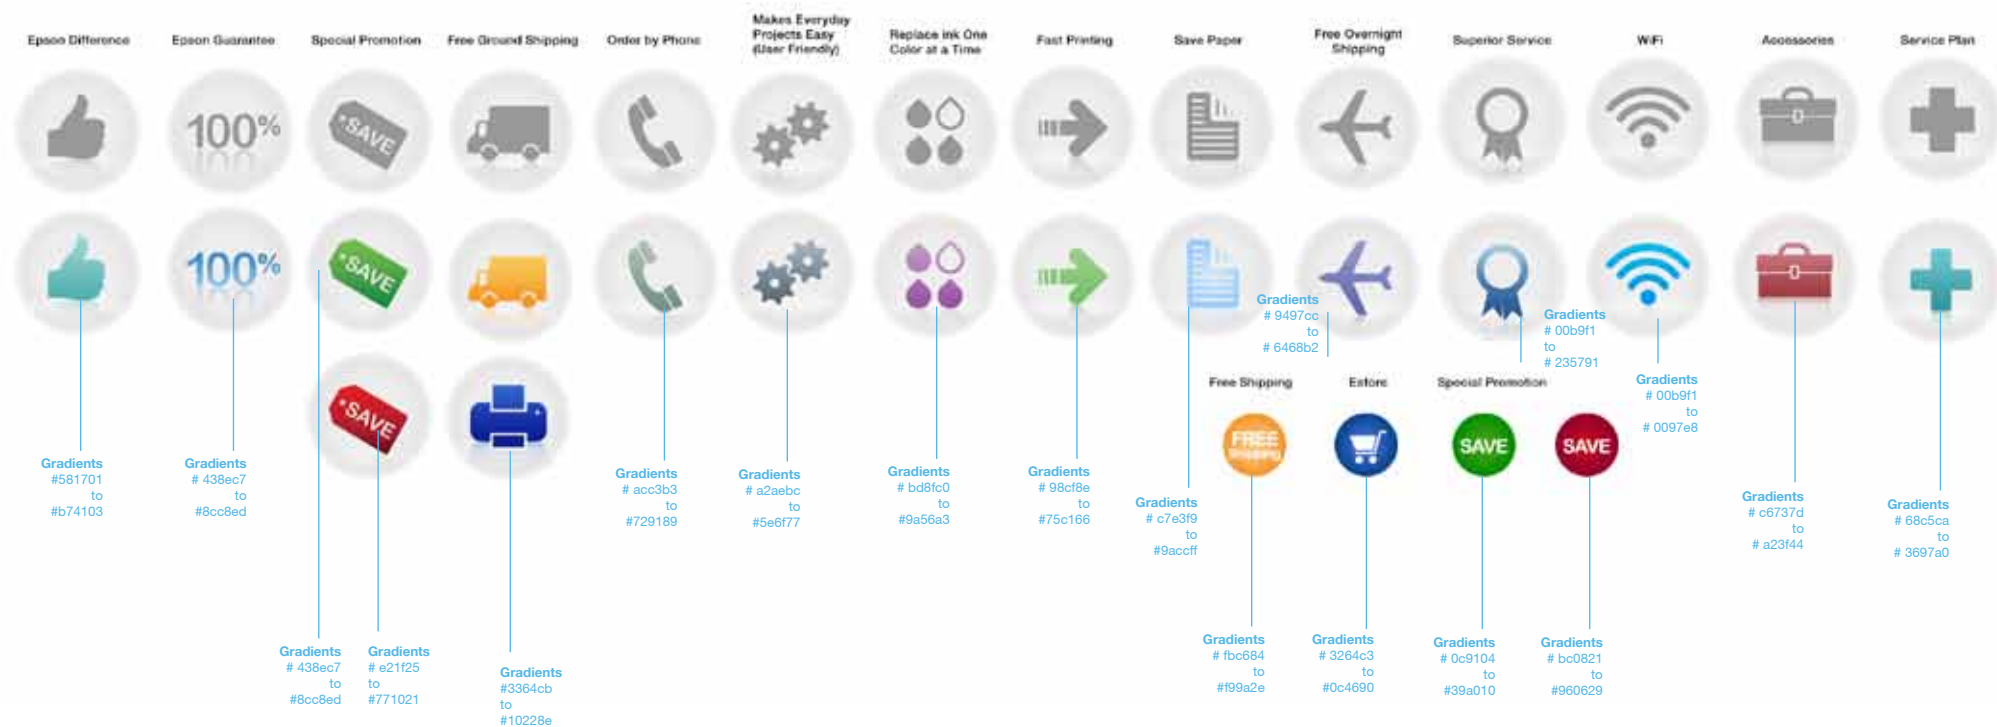 Epson Difference
Epson Guarantee
Special Promotion
Free Ground Shipping
Order by Phone
Makes Everyday
Projects Easy
(User Friendly)
Replace ink One
Color at a Time
Fast Printing
Save Paper
Free Overnight
Shipping
Superior Service
WiFi
Accessories
Service Plan
100%
SAVE
100%
SAVE
SAVE
Gradients
# 9497cc
to
# 6468b2
Gradients
# 00b9f1
to
# 235791
Gradients
# 00b9f1
to
# 0097e8
Free Shipping
Estore
Special Promotion
FREE
Shipping
SAVE
SAVE
Gradients
#581701
to
#b74103
Gradients
# 438ec7
to
#8cc8ed
Gradients
# acc3b3
to
#729189
Gradients
# a2aebc
to
#5e6f77
Gradients
# bd8fc0
to
#9a56a3
Gradients
# 98cf8e
to
#75c166
Gradients
# c7e3f9
to
#9accff
Gradients
# c6737d
to
# a23f44
Gradients
# 68c5ca
to
# 3697a0
Gradients
# 438ec7
to
#8cc8ed
Gradients
# e21f25
to
#771021
Gradients
#3364cb
to
#10228e
Gradients
# fbc684
to
#f99a2e
Gradients
# 3264c3
to
#0c4690
Gradients
# 0c9104
to
#39a010
Gradients
# bc0821
to
#960629